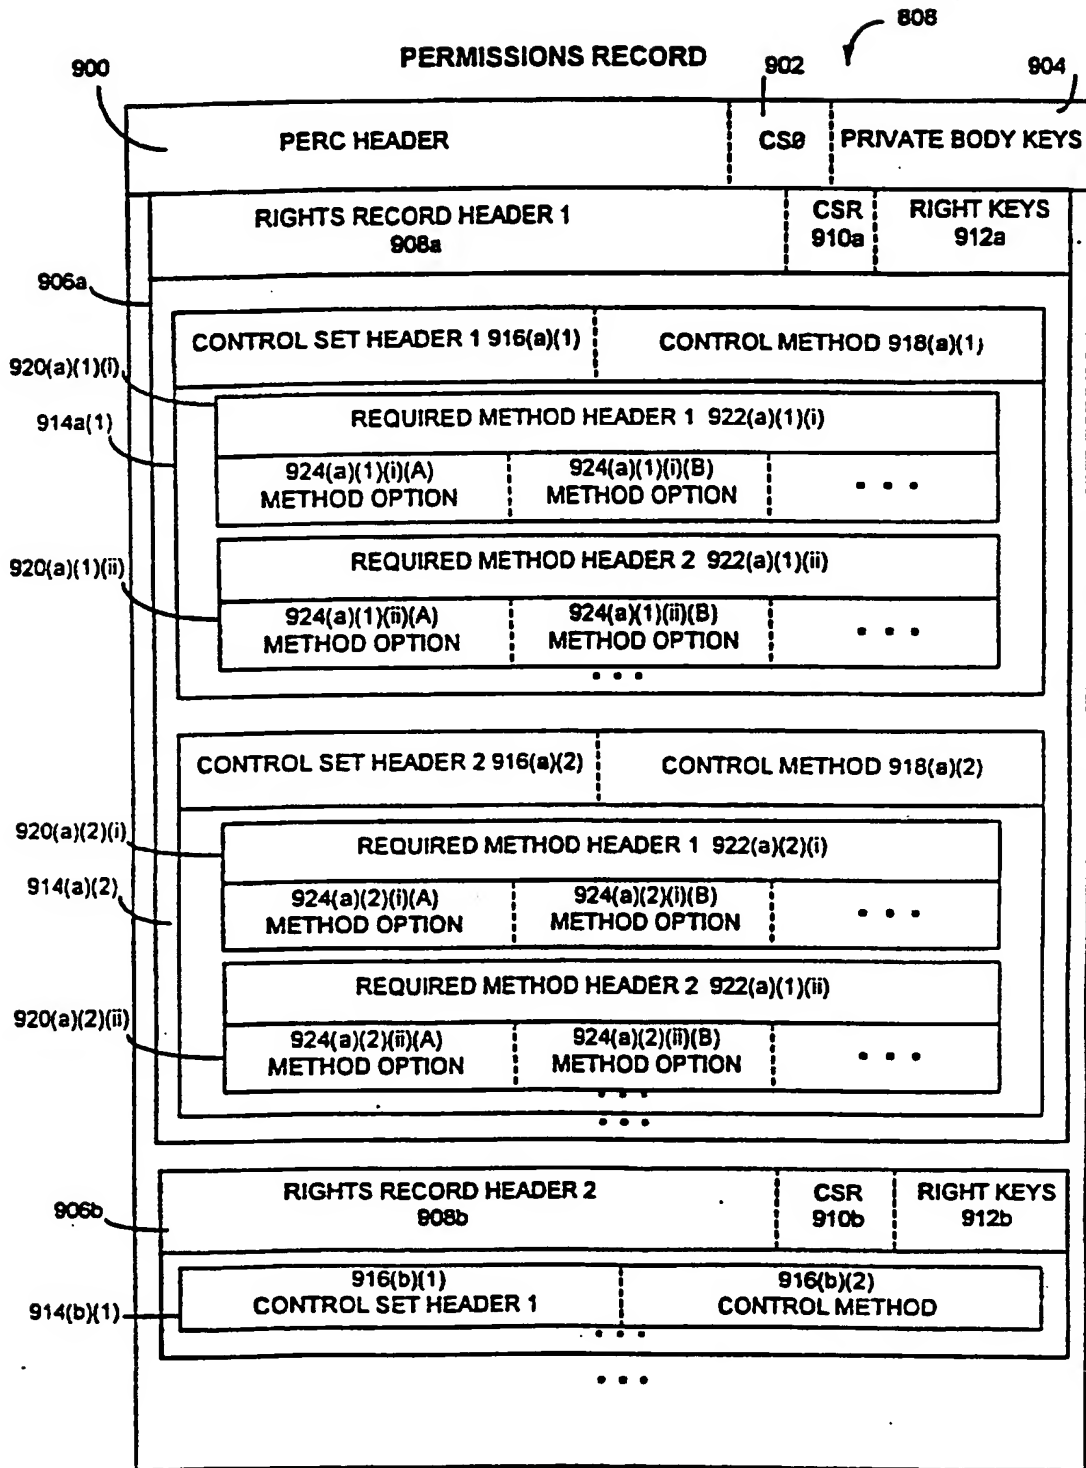 808
PERMISSIONS RECORD
900
902
904
PERC HEADER
CS0
PRIVATE BODY KEYS
RIGHTS RECORD HEADER 1
908a
CSR
910a
RIGHT KEYS
912a
906a
CONTROL SET HEADER 1 916(a)(1)
CONTROL METHOD 918(a)(1)
920(a)(1)(i)
914a(1)
REQUIRED METHOD HEADER 1 922(a)(1)(i)
924(a)(1)(i)(A)
METHOD OPTION
924(a)(1)(i)(B)
METHOD OPTION
• • •
920(a)(1)(ii)
REQUIRED METHOD HEADER 2 922(a)(1)(ii)
924(a)(1)(ii)(A)
METHOD OPTION
924(a)(1)(ii)(B)
METHOD OPTION
• • •
• • •
CONTROL SET HEADER 2 916(a)(2)
CONTROL METHOD 918(a)(2)
920(a)(2)(i)
914(a)(2)
REQUIRED METHOD HEADER 1 922(a)(2)(i)
924(a)(2)(i)(A)
METHOD OPTION
924(a)(2)(i)(B)
METHOD OPTION
• • •
920(a)(2)(ii)
REQUIRED METHOD HEADER 2 922(a)(1)(ii)
924(a)(2)(ii)(A)
METHOD OPTION
924(a)(2)(ii)(B)
METHOD OPTION
• • •
• • •
• • •
906b
RIGHTS RECORD HEADER 2
908b
CSR
910b
RIGHT KEYS
912b
914(b)(1)
916(b)(1)
CONTROL SET HEADER 1
916(b)(2)
CONTROL METHOD
• • •
• • •